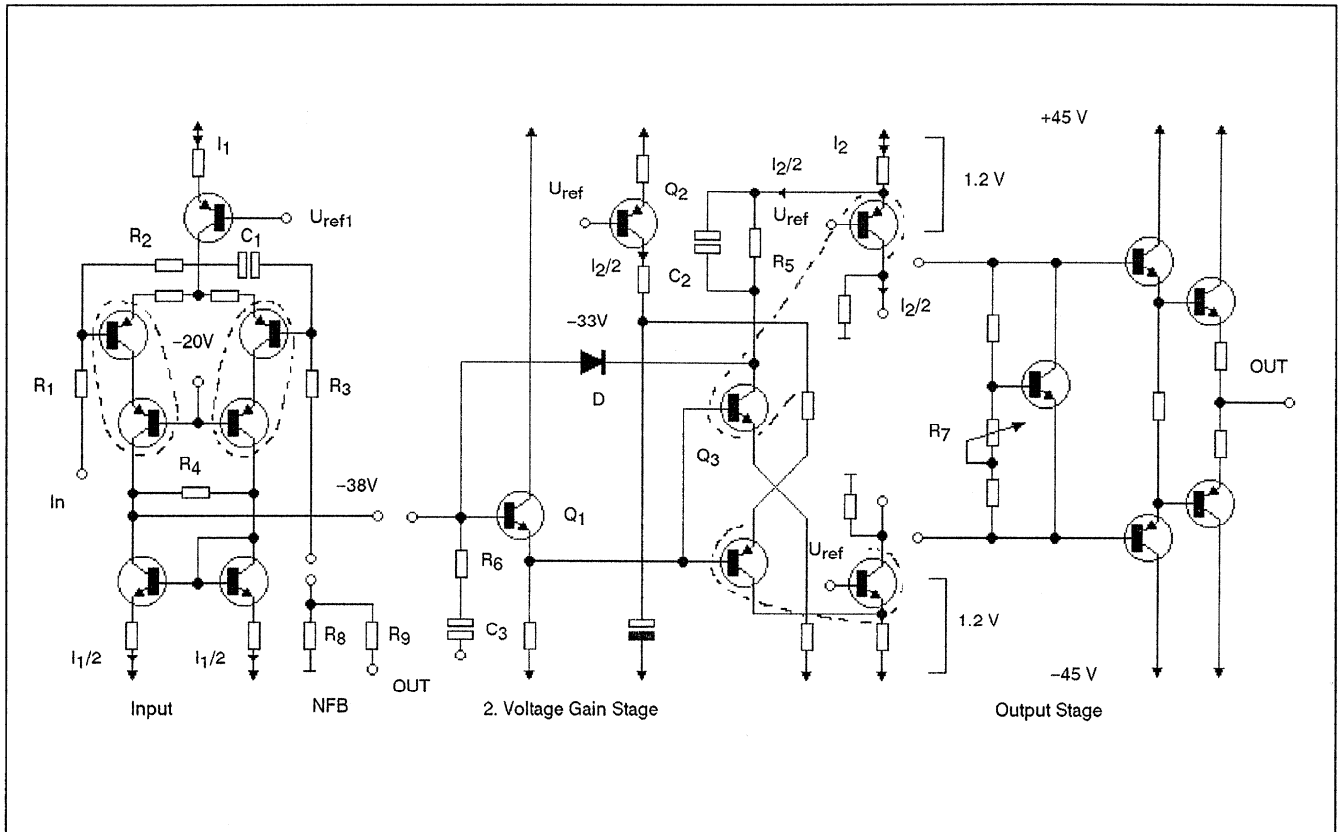 +45 V
I1
I2
I2/2
1.2 V
Uref
Q2
Uref
Uref1
R2
C1
I2/2
C2
R5
I2/2
−33V
−20V
OUT
R1
R3
D
R7
Q3
R4
−38V
In
Q1
Uref
R6
C3
1.2 V
R8
R9
I1/2
I1/2
−45 V
OUT
Input
NFB
2. Voltage Gain Stage
Output Stage